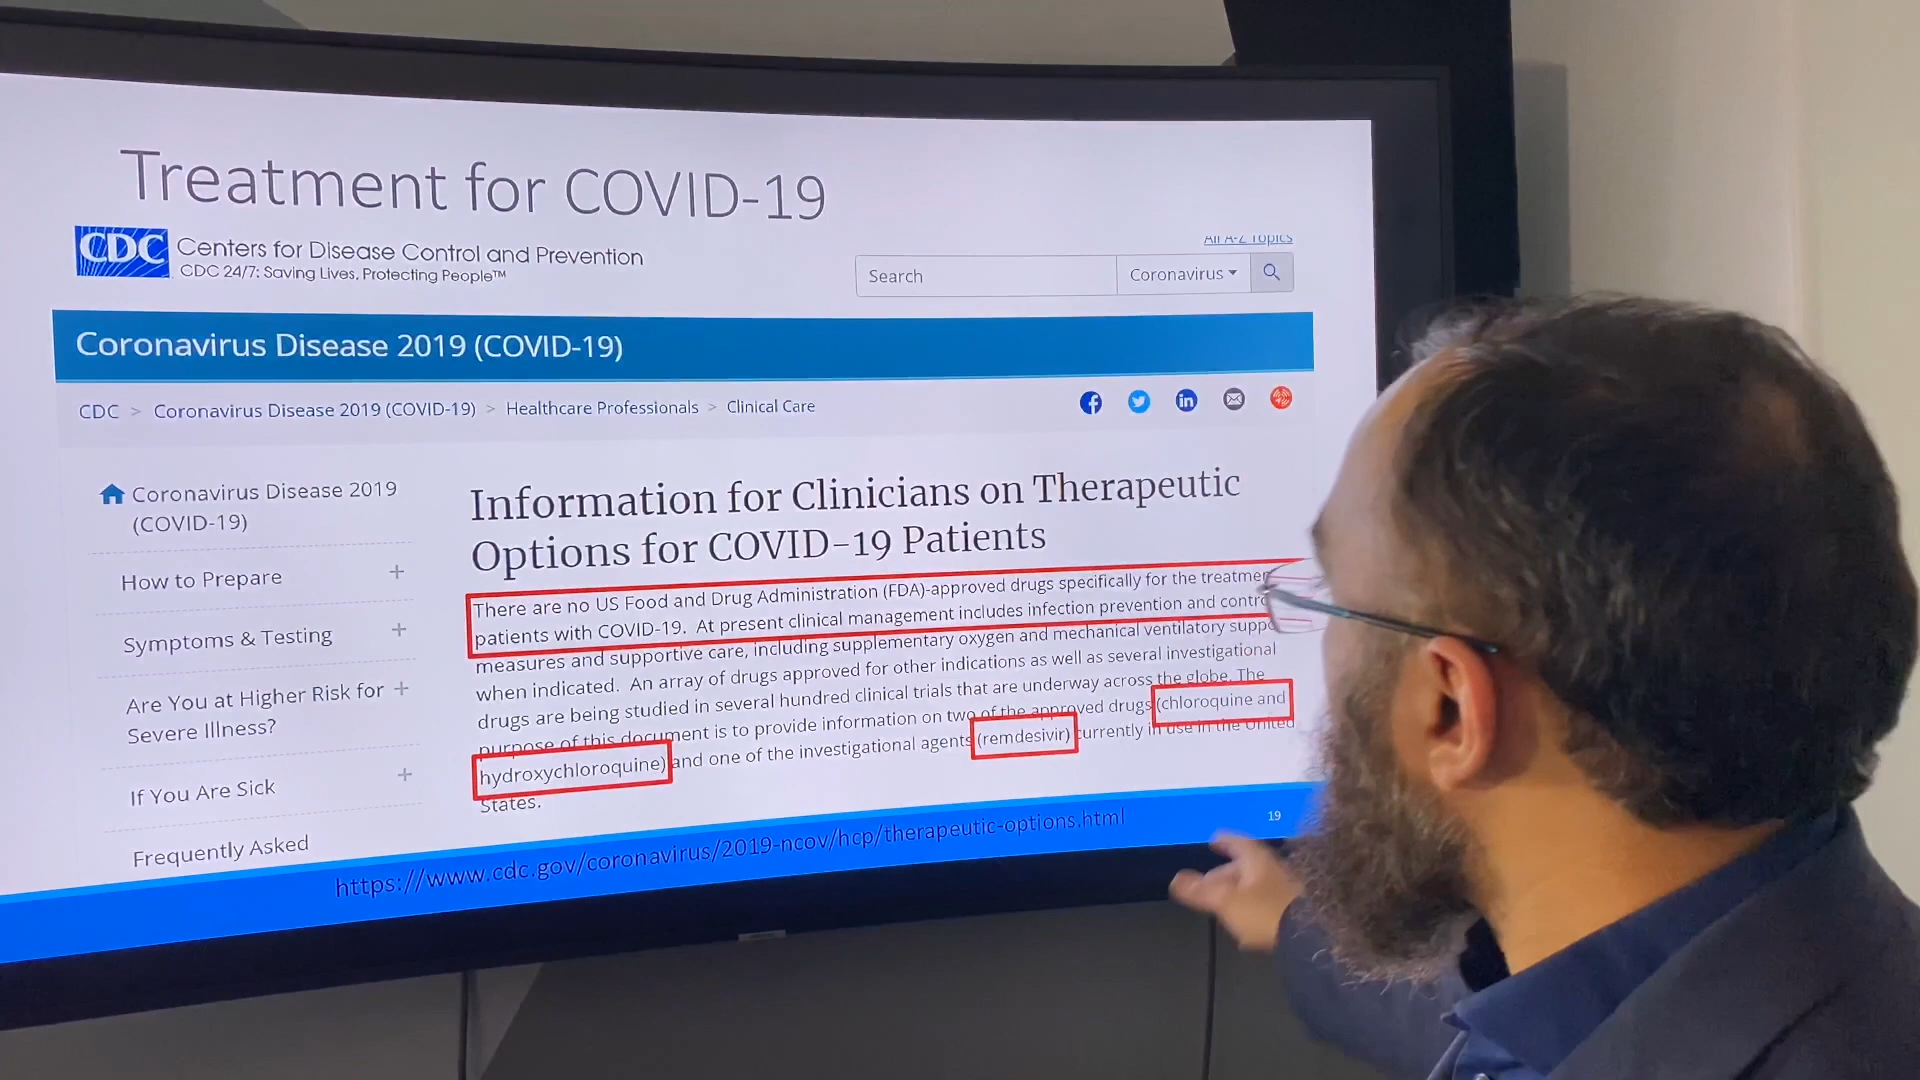 Treatment for COVID-19
CDC Centers for Disease Control and Prevention
CDC 24/7: Saving Lives, Protecting People™
All A-Z Topics
Search
Coronavirus
Coronavirus Disease 2019 (COVID-19)
CDC > Coronavirus Disease 2019 (COVID-19) > Healthcare Professionals > Clinical Care
Coronavirus Disease 2019
(COVID-19)
How to Prepare +
Symptoms & Testing +
Are You at Higher Risk for +
Severe Illness?
If You Are Sick +
Frequently Asked
Information for Clinicians on Therapeutic
Options for COVID-19 Patients
There are no US Food and Drug Administration (FDA)-approved drugs specifically for the
patients with COVID-19. At present clinical management includes infection prevention and
measures and supportive care, including supplementary oxygen and mechanical ventilatory
when indicated. An array of drugs approved for other indications as well as several investigational
drugs are being studied in several hundred clinical trials that are underway across the globe. The
purpose of this document is to provide information on two of the approved drugs (chloroquine and
hydroxychloroquine) and one of the investigational agents (remdesivir) currently in use in the United
States.
19
https://www.cdc.gov/coronavirus/2019-ncov/hcp/therapeutic-options.html